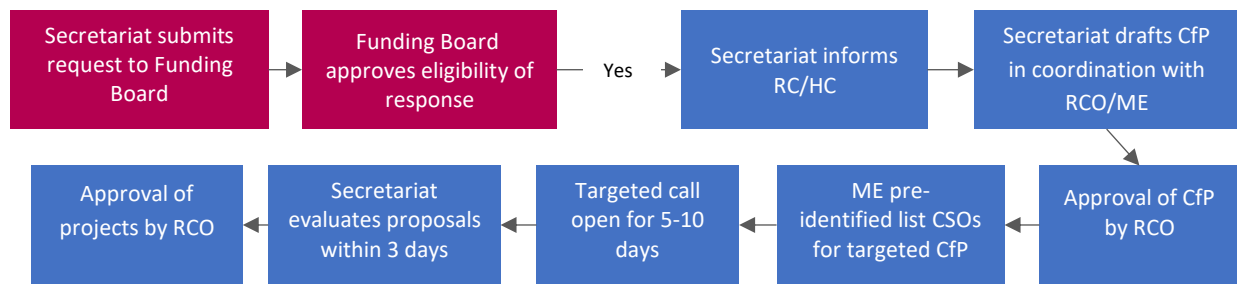 Secretariat submits
request to Funding
Board
Funding Board
approves eligibility of
response
Yes
Secretariat informs
RC/HC
Secretariat drafts CfP
in coordination with
RCO/ME
Approval of CfP
by RCO
ME pre-
identified list CSOs
for targeted CfP
Targeted call
open for 5-10
days
Secretariat
evaluates proposals
within 3 days
Approval of
projects by RCO